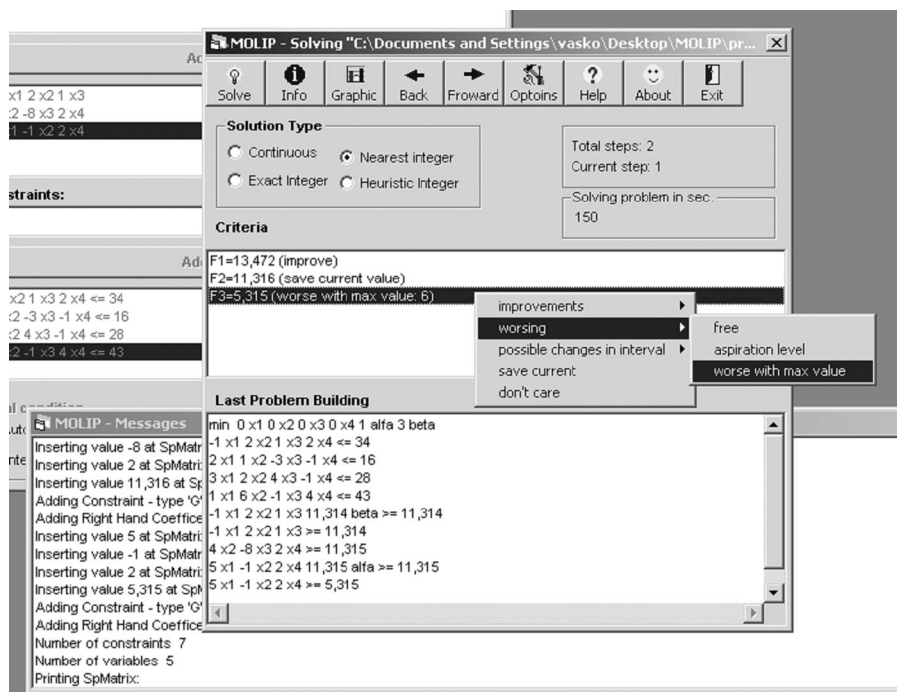 MOLIP - Solving "C:\Documents and Settings\vasko\Desktop\MOLIP\pr...
Solve Info Graphic Back Froward Optoins Help About Exit
Solution Type
Continuous
Nearest integer
Exact Integer
Heuristic Integer
Total steps: 2
Current step: 1
Solving problem in sec.
150
Criteria
F1=13,472 (improve)
F2=11,316 (save current value)
F3=5,315 (worse with max value: 6)
improvements
worsing
possible changes in interval
save current
don't care
free
aspiration level
worse with max value
Last Problem Building
min 0 x1 0 x2 0 x3 0 x4 1 alfa 3 beta
-1 x1 2 x2 1 x3 2 x4 <= 34
2 x1 1 x2 -3 x3 -1 x4 <= 16
3 x1 2 x2 4 x3 -1 x4 <= 28
1 x1 6 x2 -1 x3 4 x4 <= 43
-1 x1 2 x2 1 x3 11,314 beta >= 11,314
-1 x1 2 x2 1 x3 >= 11,314
4 x2 -8 x3 2 x4 >= 11,315
5 x1 -1 x2 2 x4 11,315 alfa >= 11,315
5 x1 -1 x2 2 x4 >= 5,315
x1 2 x2 1 x3
x2 -8 x3 2 x4
x1 -1 x2 2 x4
straints:
x2 1 x3 2 x4 <= 34
x2 -3 x3 -1 x4 <= 16
x2 4 x3 -1 x4 <= 28
x2 -1 x3 4 x4 <= 43
MOLIP - Messages
Inserting value -8 at SpMatr
Inserting value 2 at SpMatri
Inserting value 11,316 at Sp
Adding Constraint - type 'G'
Adding Right Hand Coeffice
Inserting value 5 at SpMatri
Inserting value -1 at SpMatr
Inserting value 2 at SpMatri
Inserting value 5,315 at SpM
Adding Constraint - type 'G'
Adding Right Hand Coeffice
Number of constraints 7
Number of variables 5
Printing SpMatrix: